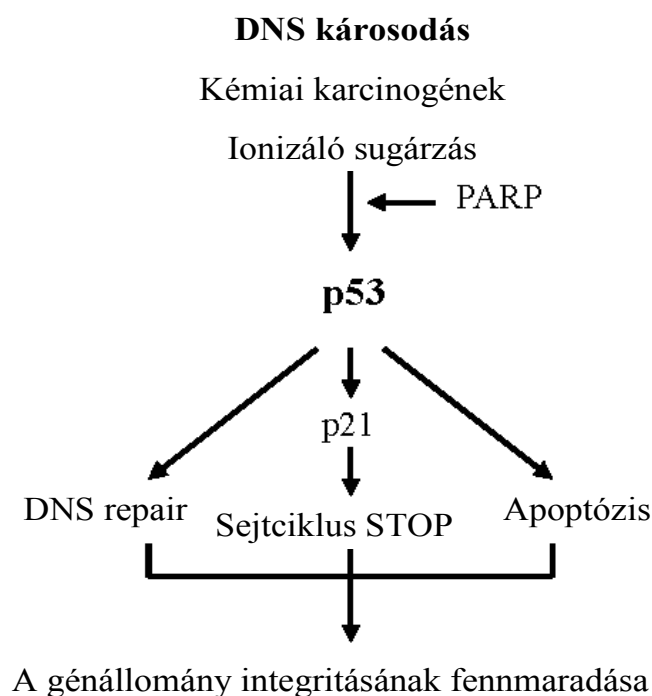 DNS károsodás
Kémiai karcinogének
Ionizáló sugárzás
PARP
p53
p21
DNS repair
Sejtciklus STOP
Apoptózis
A génállomány integritásának fennmaradása